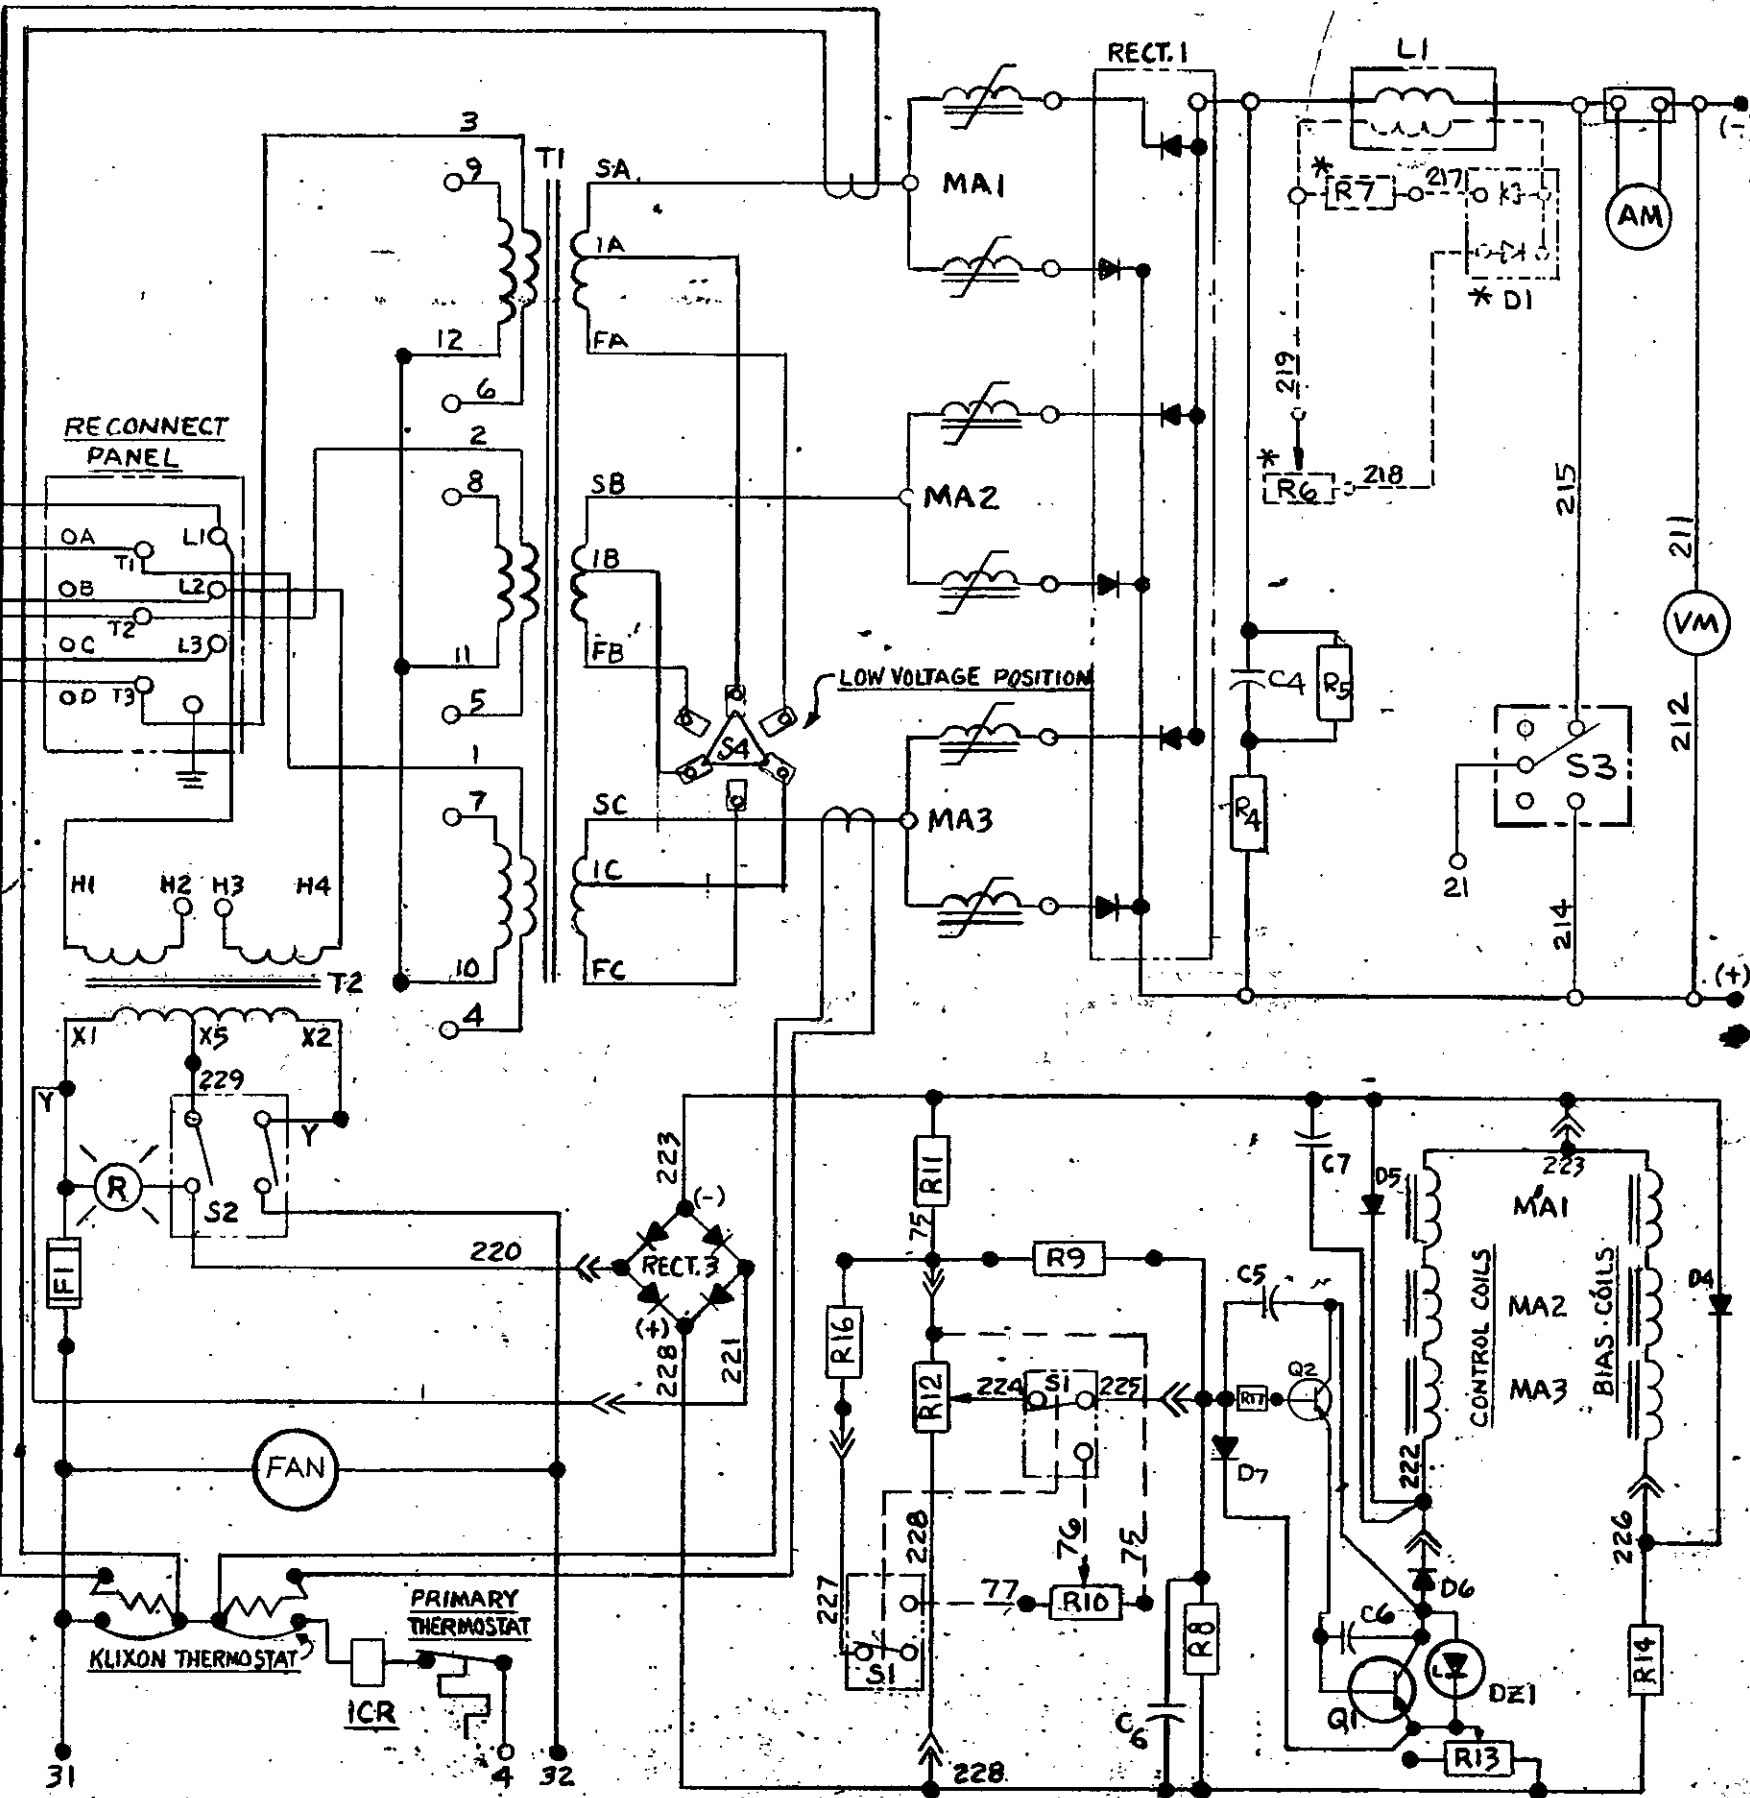 RECT.1
L1
(-
3
9
T1
SA
MA1
*
R7
217
AM
1A
* D1
12
FA
6
219
RECONNECT
PANEL
2
8
SB
MA2
*
R6
218
215
211
OA
T1
L1
1B
OB
L2
T2
OC
L3
11
FB
VM
OD
T3
5
LOW VOLTAGE POSITION
C4
R5
212
S4
S3
1
7
SC
MA3
R4
21
H1
H2
H3
H4
1C
214
T2
10
FC
(+)
4
X1
X5
X2
229
Y
Y
223
R11
C7
D5
223
R
S2
(-)
75
MA1
220
RECT.3
R9
C5
CONTROL COILS
BIAS COILS
D4
F1
(+)
R16
MA2
228
221
Q2
R12
224
S1
225
MA3
FAN
D7
222
228
76
75
226
227
77
R10
D6
PRIMARY
THERMOSTAT
C6
R8
R14
KLIXON THERMOSTAT
S1
DZ1
1CR
C6
Q1
R13
31
4
32
228